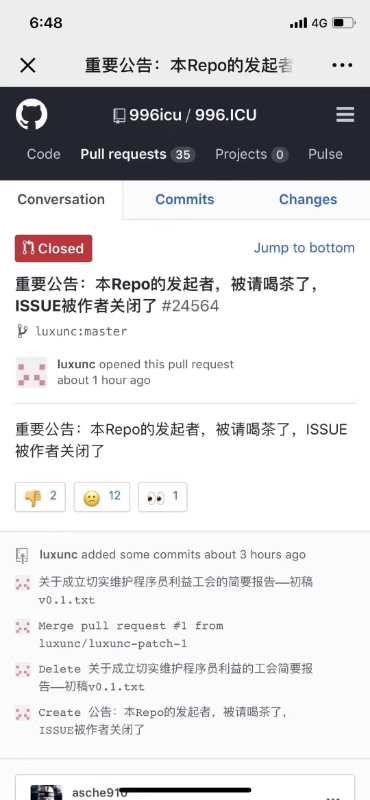 6:48
4G
重要公告：本Repo的发起者
996icu / 996.ICU
Code Pull requests 35 Projects 0 Pulse
Conversation Commits Changes
Closed
Jump to bottom
重要公告：本Repo的发起者，被请喝茶了，
ISSUE被作者关闭了 #24564
luxunc:master
luxunc opened this pull request
about 1 hour ago
重要公告：本Repo的发起者，被请喝茶了，ISSUE
被作者关闭了
2 12 1
luxunc added some commits about 3 hours ago
关于成立切实维护程序员利益工会的简要报告——初稿
v0.1.txt
Merge pull request #1 from
luxunc/luxunc-patch-1
Delete 关于成立切实维护程序员利益的工会简要报
告——初稿v0.1.txt
Create 公告：本Repo的发起者，被请喝茶了，
ISSUE被作者关闭了
asche910